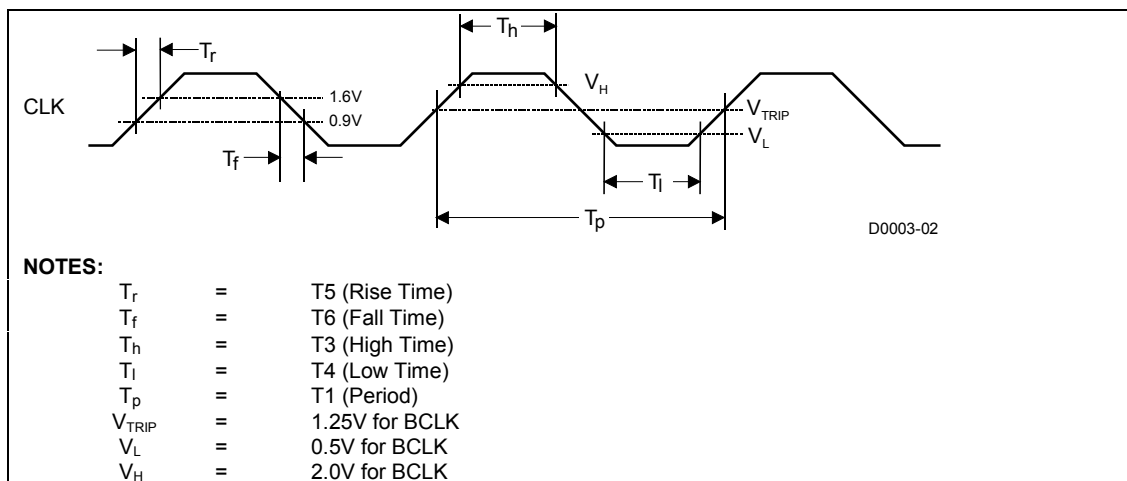 Th
Tr
VH
CLK
1.6V
VTRIP
0.9V
VL
Tf
Tl
Tp
D0003-02
NOTES:
Tr = T5 (Rise Time)
Tf = T6 (Fall Time)
Th = T3 (High Time)
Tl = T4 (Low Time)
Tp = T1 (Period)
VTRIP = 1.25V for BCLK
VL = 0.5V for BCLK
VH = 2.0V for BCLK